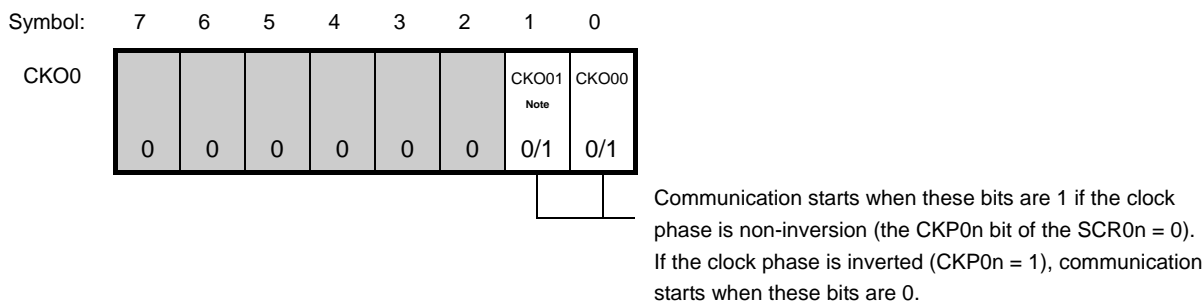 Symbol: 7 6 5 4 3 2 1 0
CKO0 CKO01 CKO00
Note
0 0 0 0 0 0 0/1 0/1
Communication starts when these bits are 1 if the clock
phase is non-inversion (the CKP0n bit of the SCR0n = 0).
If the clock phase is inverted (CKP0n = 1), communication
starts when these bits are 0.